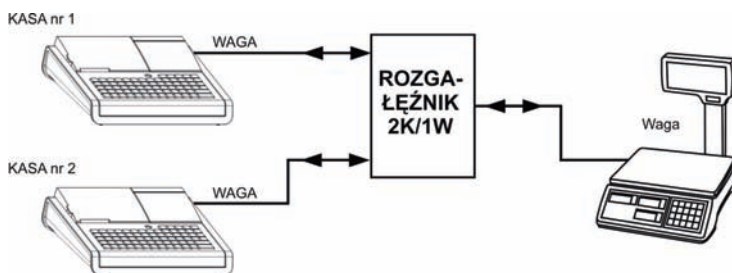 KASA nr 1
WAGA
ROZGA-
ŁĘŹNIK
2K/1W
Waga
KASA nr 2
WAGA